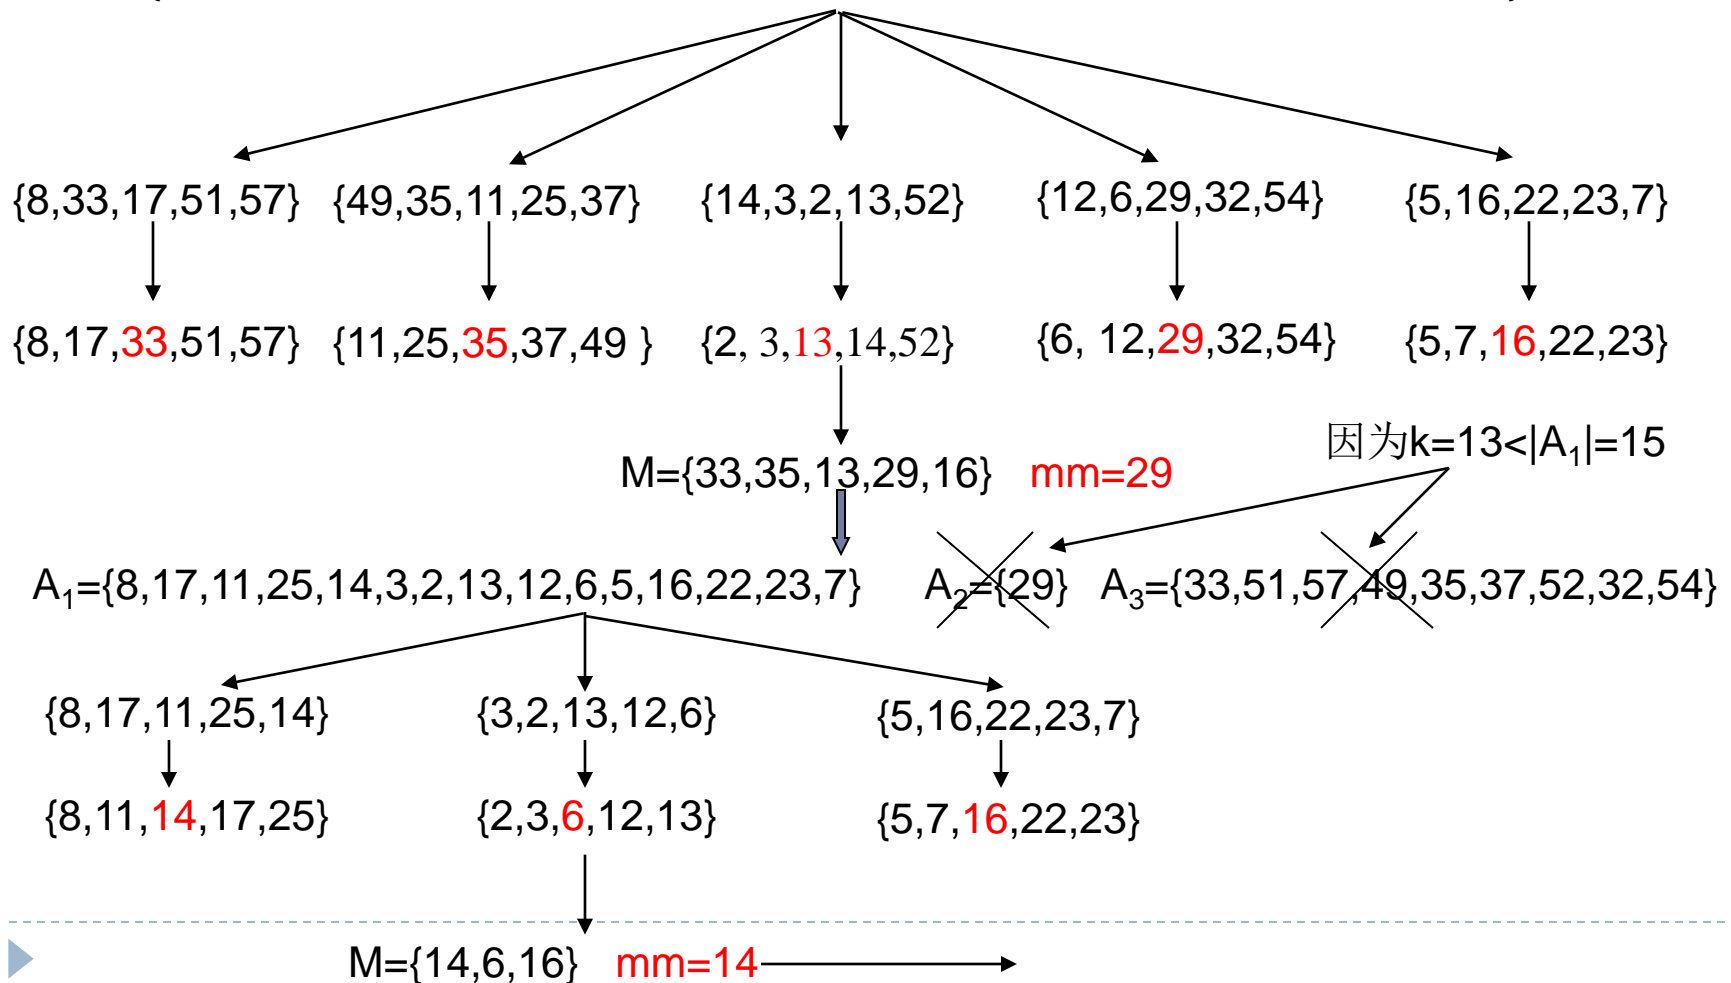 {8,33,17,51,57} {49,35,11,25,37} {14,3,2,13,52} {12,6,29,32,54} {5,16,22,23,7}
{8,17,33,51,57} {11,25,35,37,49 } {2, 3,13,14,52} {6, 12,29,32,54} {5,7,16,22,23}
因为k=13<|A₁|=15
M={33,35,13,29,16} mm=29
A₁={8,17,11,25,14,3,2,13,12,6,5,16,22,23,7} A₂={29} A₃={33,51,57,49,35,37,52,32,54}
{8,17,11,25,14} {3,2,13,12,6} {5,16,22,23,7}
{8,11,14,17,25} {2,3,6,12,13} {5,7,16,22,23}
M={14,6,16} mm=14